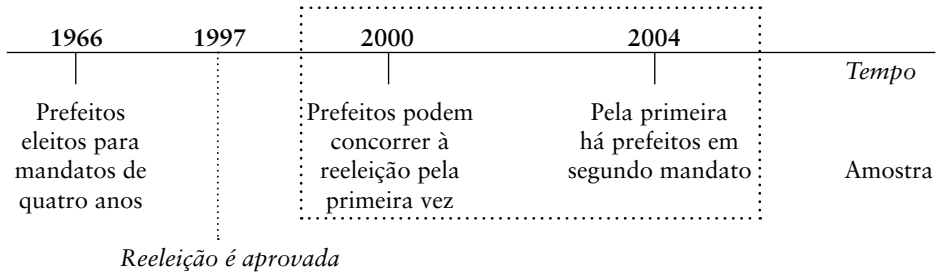 1966
1997
2000
2004
Tempo
Prefeitos
eleitos para
mandatos de
quatro anos
Prefeitos podem
concorrer à
reeleição pela
primeira vez
Pela primeira
há prefeitos em
segundo mandato
Amostra
Reeleição é aprovada